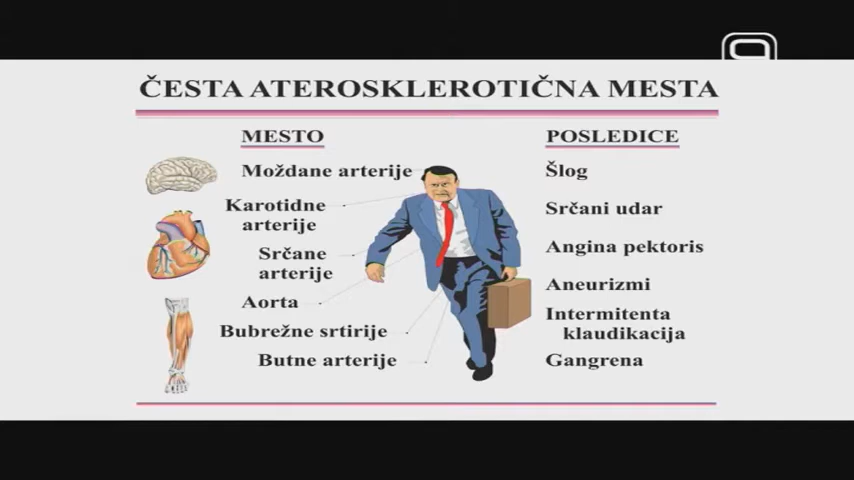 9
ČESTA ATEROSKLEROTIČNA MESTA
MESTO
Moždane arterije
Karotidne
arterije
Srčane
arterije
Aorta
Bubrežne srtirije
Butne arterije
POSLEDICE
Šlog
Srčani udar
Angina pektoris
Aneurizmi
Intermitenta
klaudikacija
Gangrena